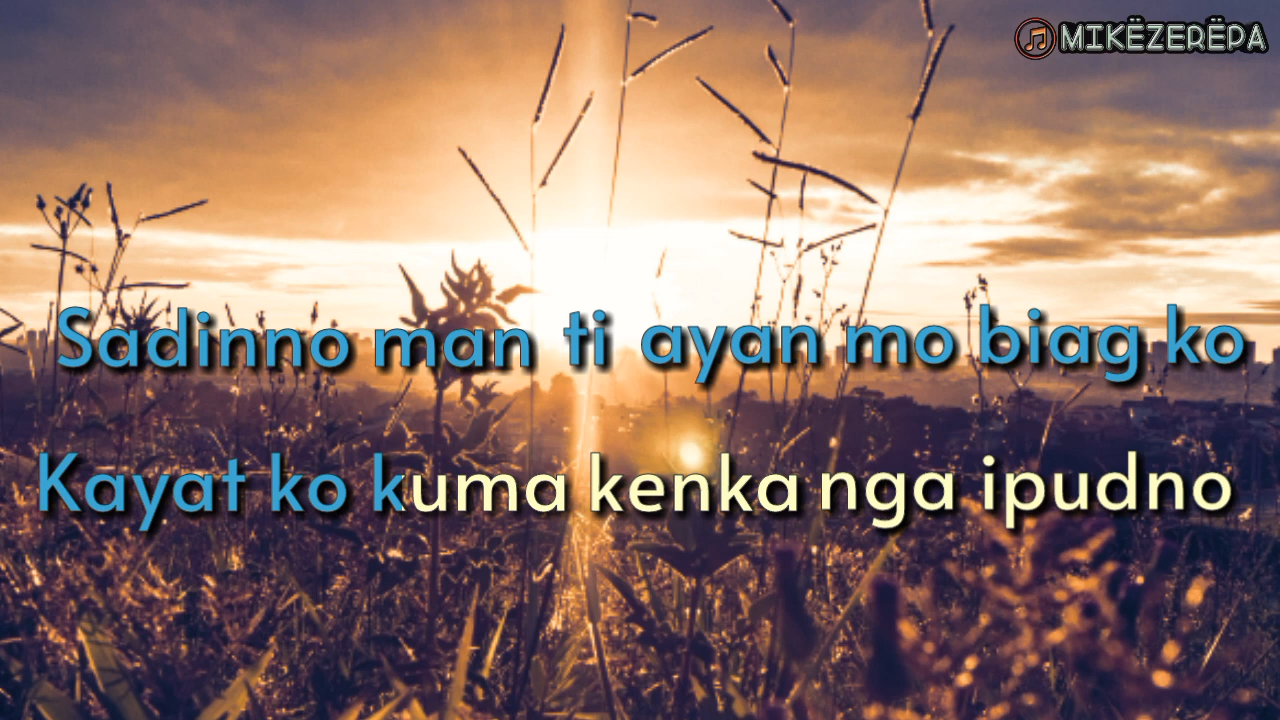 MIKËZERËPA
Sadinno man ti ayan mo biag ko
Kayat ko kuma kenka nga ipudno